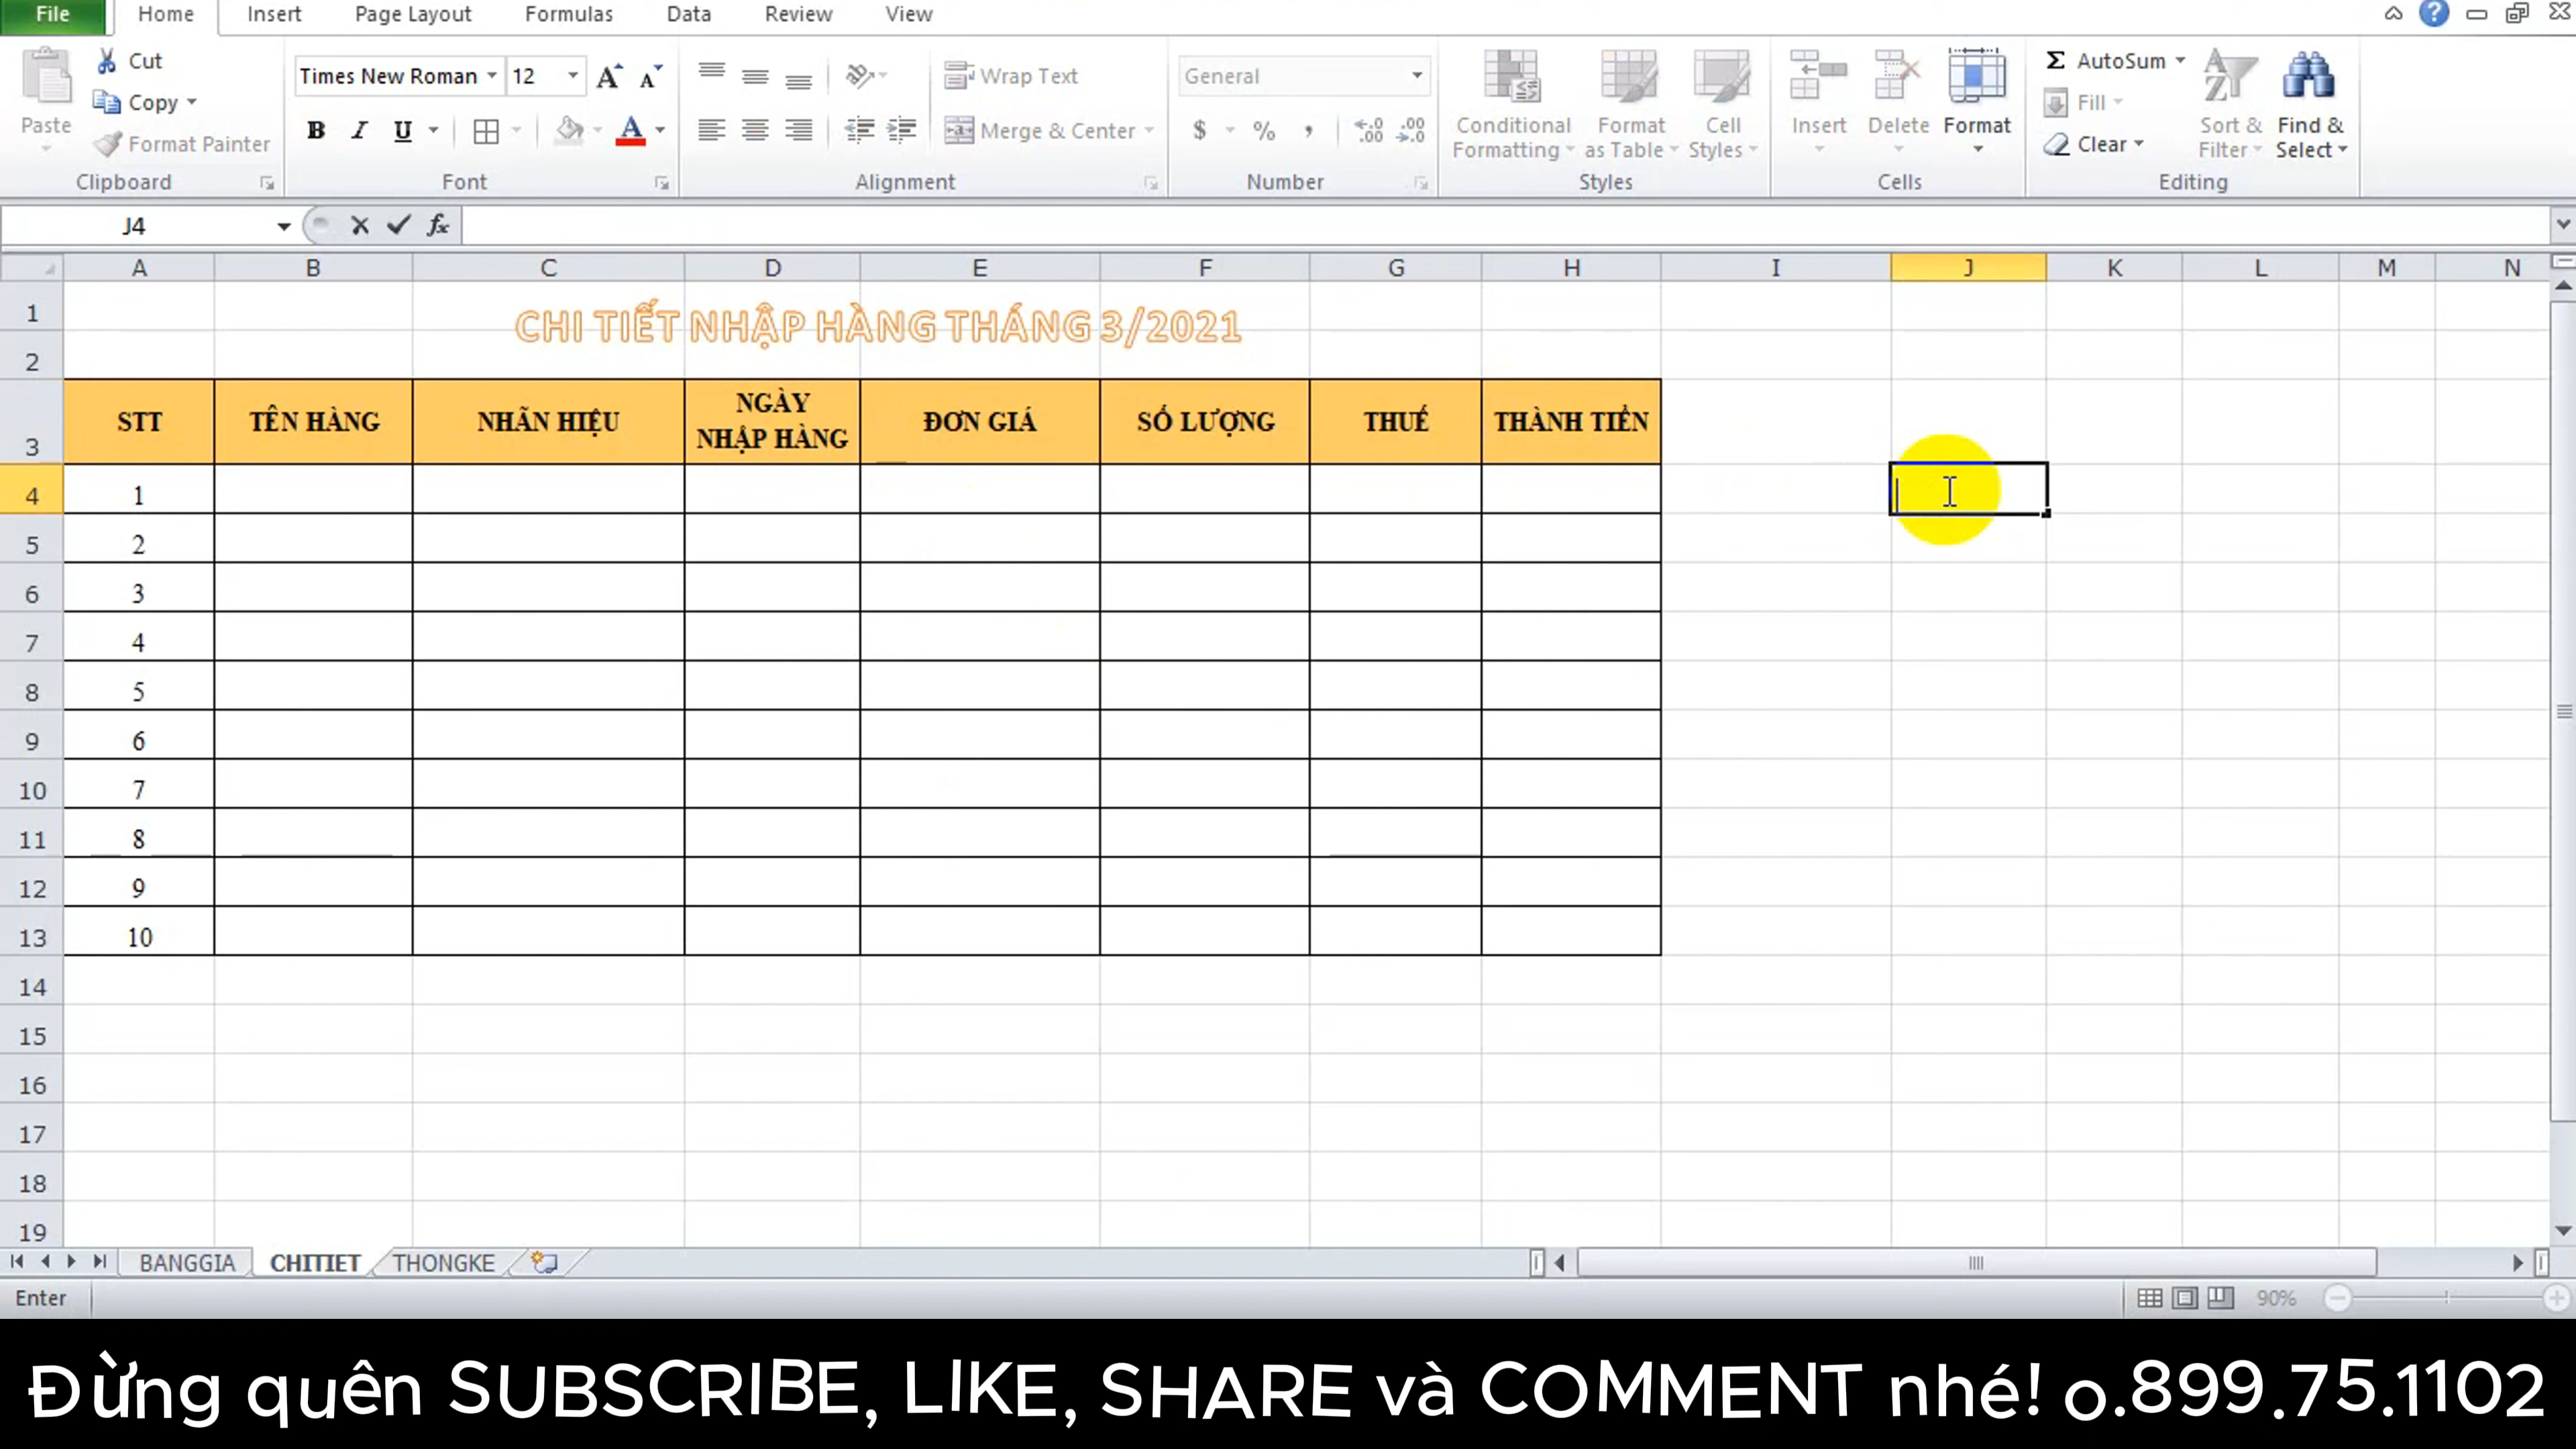 File Home Insert Page Layout Formulas Data Review View
Cut
Copy
Format Painter
Paste
Clipboard
Times New Roman 12
B I U
Font
Wrap Text
Merge & Center
Alignment
General
$ % ,
Number
Conditional Formatting
Format as Table
Cell Styles
Styles
Insert Delete Format
Cells
AutoSum
Fill
Clear
Sort & Filter
Find & Select
Editing
J4 fx
A B C D E F G H I J K L M N
1
CHI TIẾT NHẬP HÀNG THÁNG 3/2021
2
3 STT TÊN HÀNG NHÃN HIỆU NGÀY NHẬP HÀNG ĐƠN GIÁ SỐ LƯỢNG THUẾ THÀNH TIỀN
4 1
5 2
6 3
7 4
8 5
9 6
10 7
11 8
12 9
13 10
14
15
16
17
18
19
BANGGIA CHITIET THONGKE
Enter 90%
Đừng quên SUBSCRIBE, LIKE, SHARE và COMMENT nhé! 0.899.75.1102